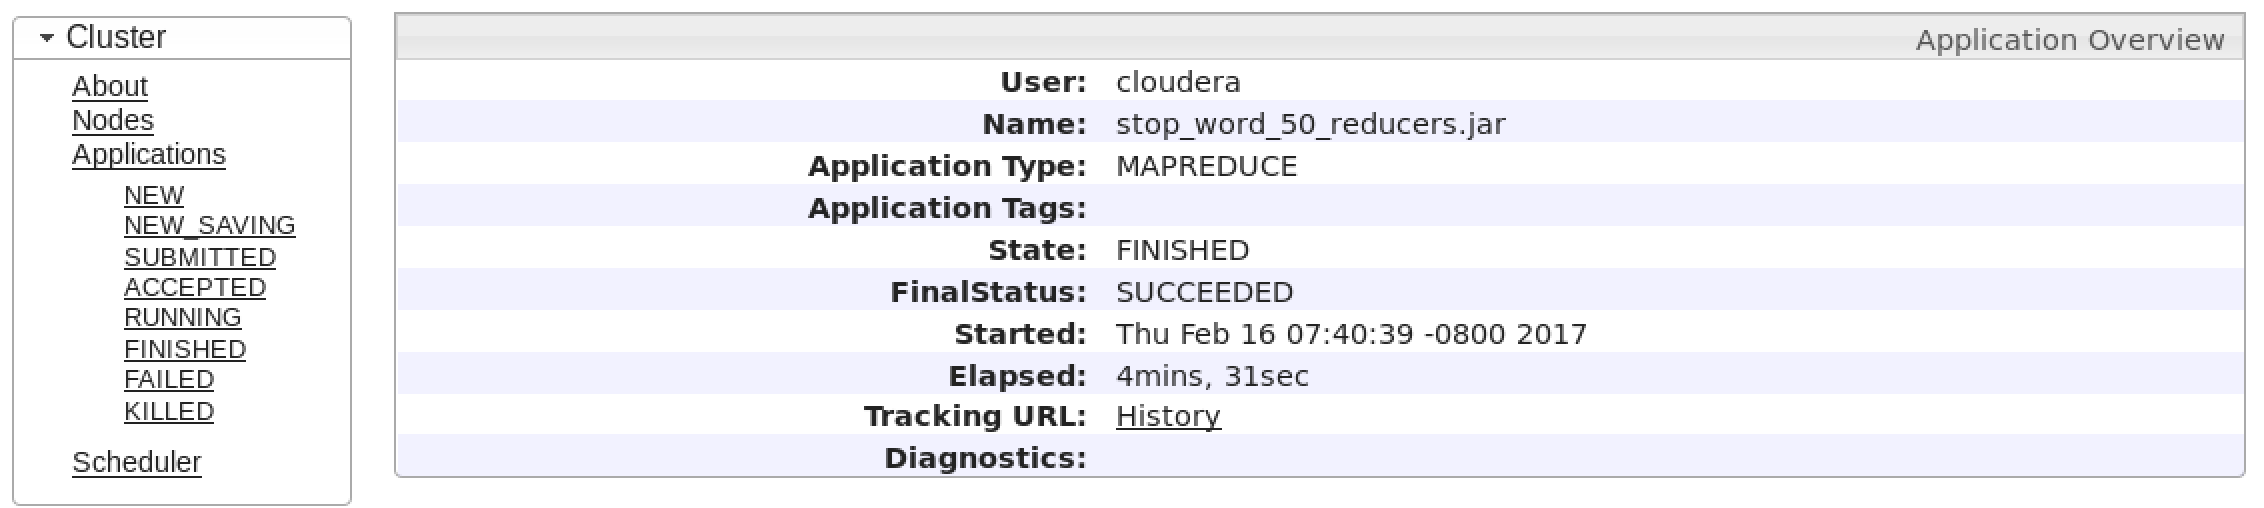 Cluster
About
Nodes
Applications
NEW
NEW_SAVING
SUBMITTED
ACCEPTED
RUNNING
FINISHED
FAILED
KILLED
Scheduler
Application Overview
User: cloudera
Name: stop_word_50_reducers.jar
Application Type: MAPREDUCE
Application Tags:
State: FINISHED
FinalStatus: SUCCEEDED
Started: Thu Feb 16 07:40:39 -0800 2017
Elapsed: 4mins, 31sec
Tracking URL: History
Diagnostics: